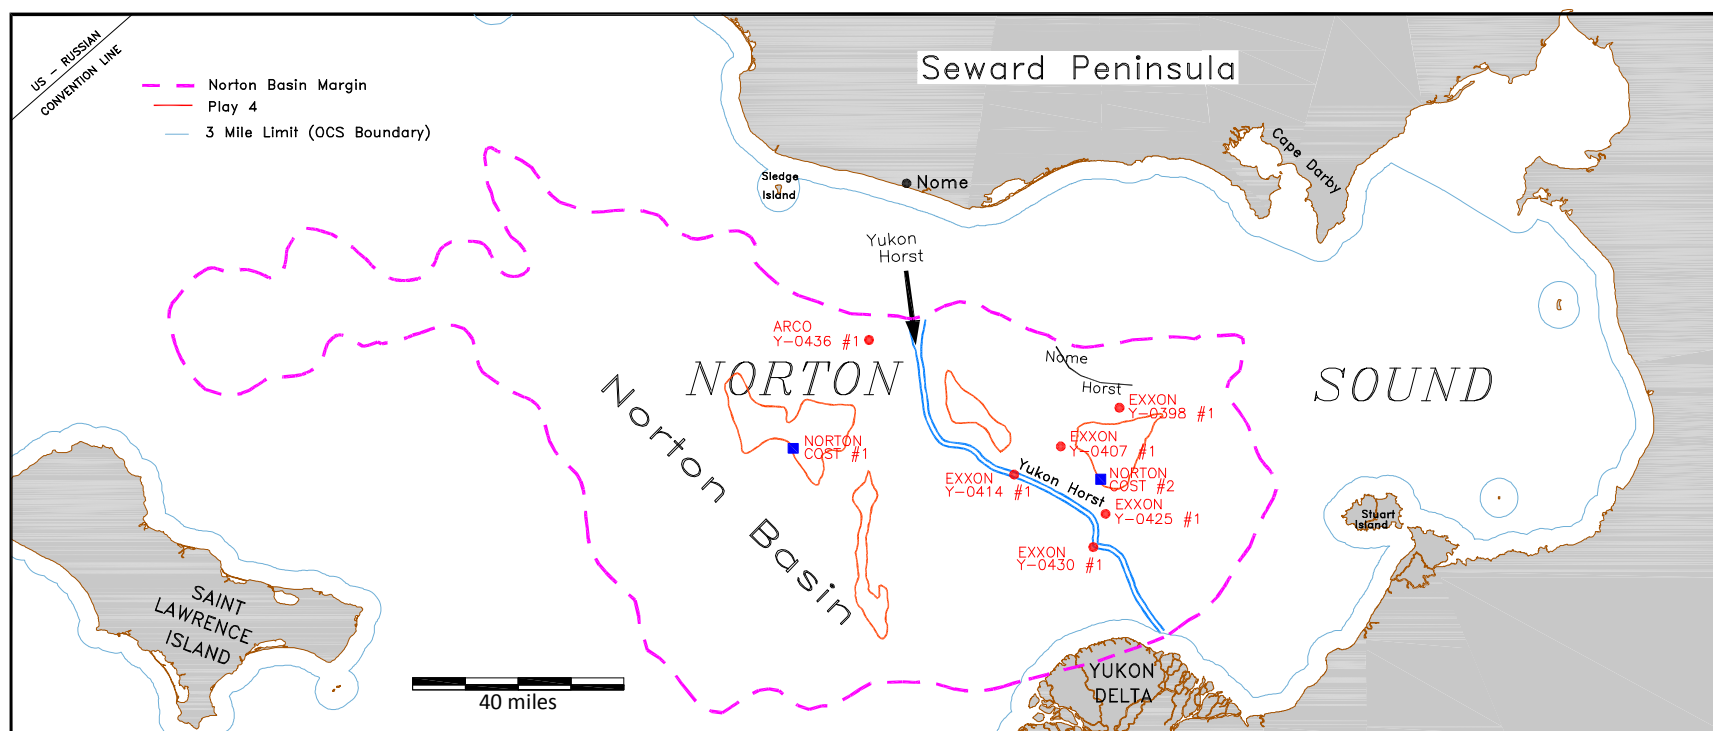 US - RUSSIAN
CONVENTION LINE
Norton Basin Margin
Play 4
3 Mile Limit (OCS Boundary)
Seward Peninsula
Cape Darby
Sledge
Island
Nome
Yukon
Horst
ARCO
Y-0436 #1
NORTON
SOUND
Nome
Horst
EXXON
Y-0398 #1
Norton Basin
NORTON
COST #1
EXXON
Y-0407 #1
EXXON
Y-0414 #1
Yukon Horst
NORTON
COST #2
EXXON
Y-0425 #1
EXXON
Y-0430 #1
Stuart
Island
SAINT
LAWRENCE
ISLAND
40 miles
YUKON
DELTA